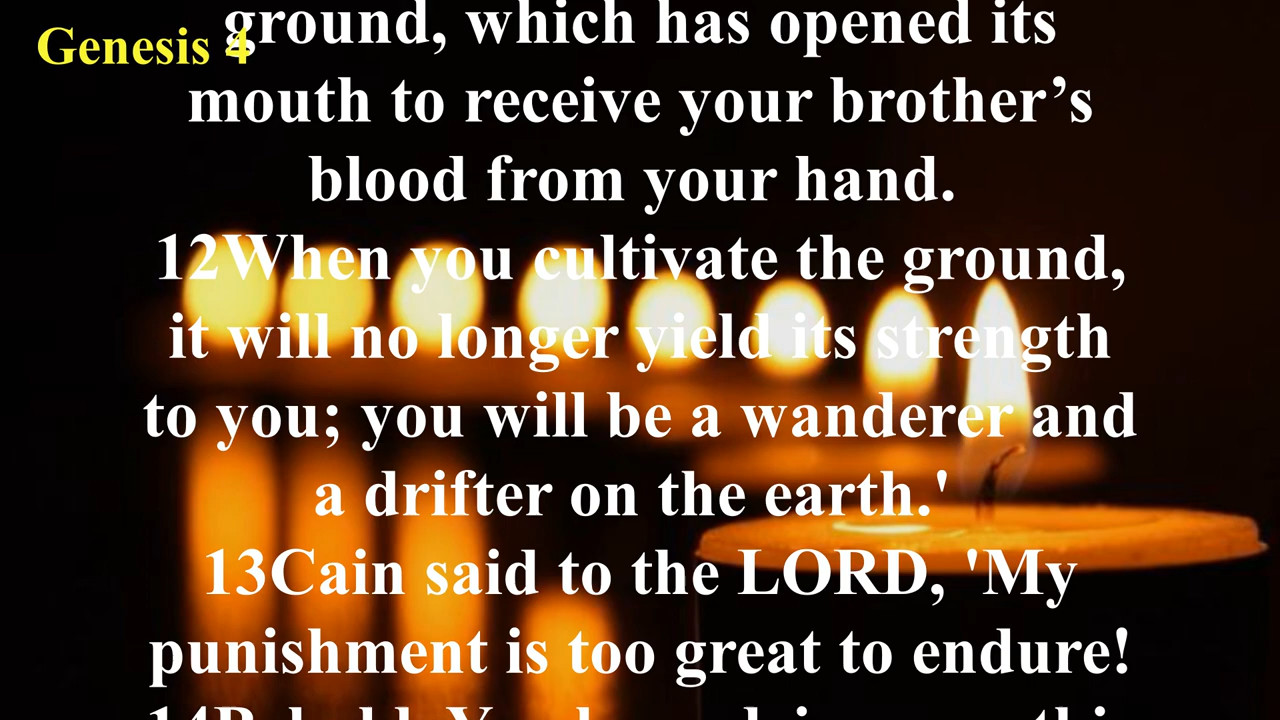 Genesis 4
ground, which has opened its
mouth to receive your brother’s
blood from your hand.
12When you cultivate the ground,
it will no longer yield its strength
to you; you will be a wanderer and
a drifter on the earth.'
13Cain said to the LORD, 'My
punishment is too great to endure!